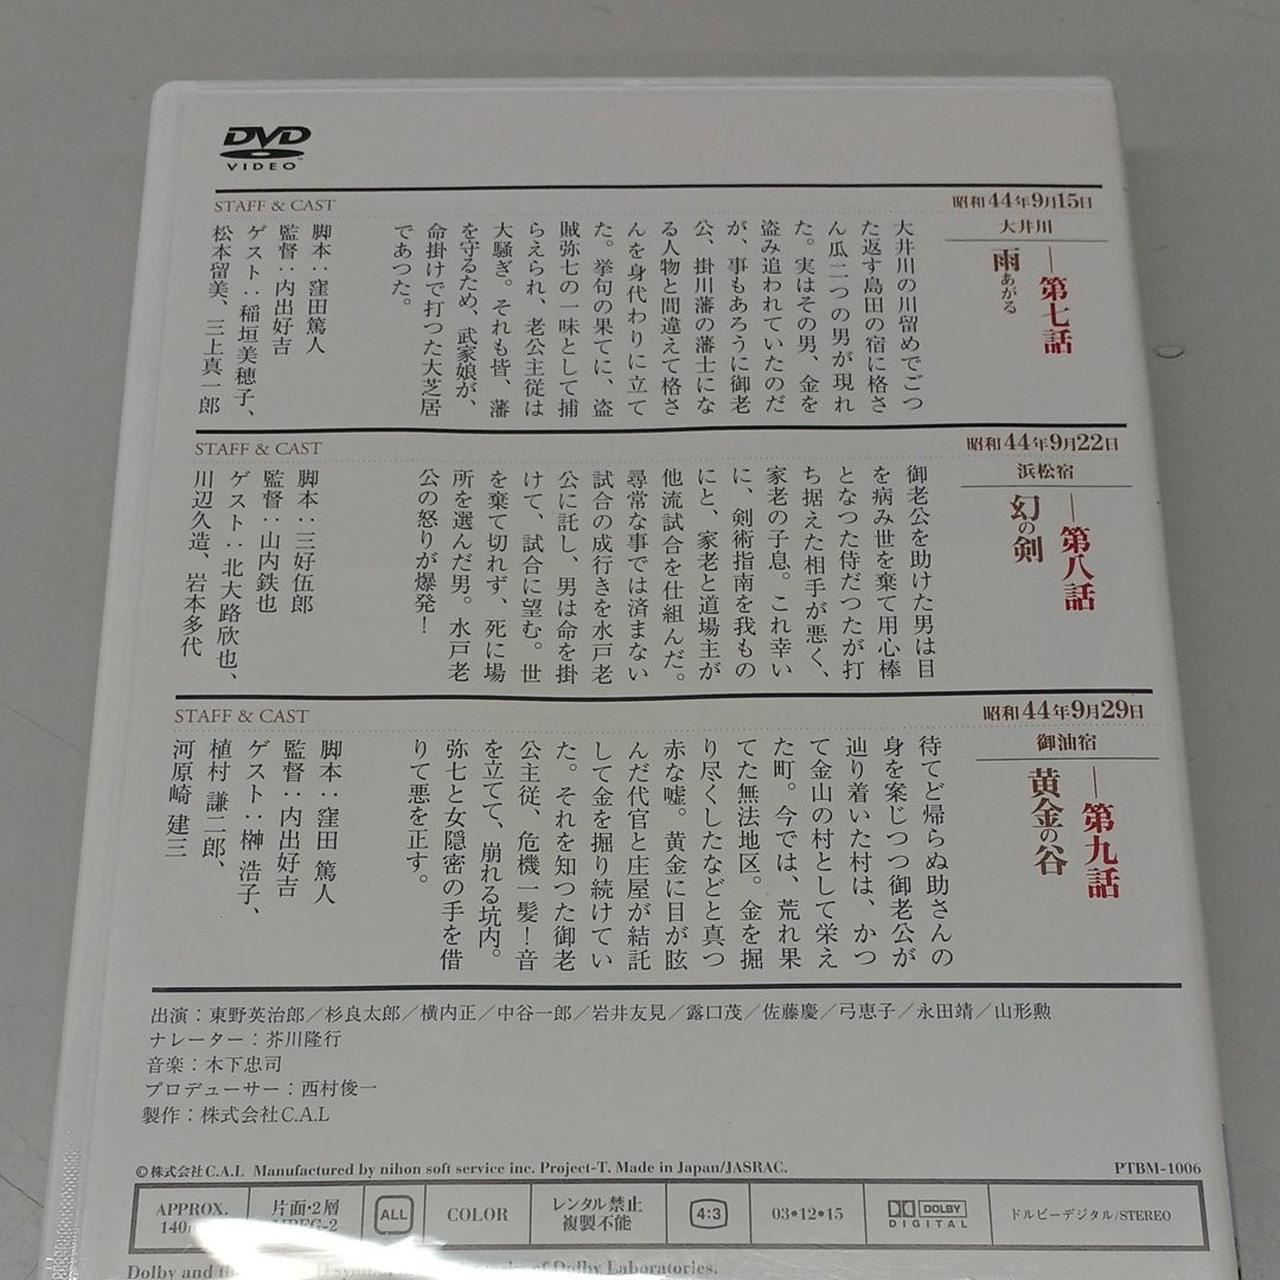 DVD
VIDEO
昭和44年9月15日
大井川
第七話
雨あがる
大井川の川留めでごつ
た返す島田の宿に格さ
ん瓜二つの男が現れ
た。実はその男、金を
盗み追われていたのだ
が、事もあろうに御老
公、掛川藩の藩士にな
る人物と間違えて格さ
んを身代わりに立て
た。挙句の果てに、盗
賊弥七の一味として捕
らえられ、老公主従は
大騒ぎ。それも皆、藩
を守るため、武家娘が、
命掛けで打つた大芝居
であつた。
STAFF & CAST
脚本：窪田篤人
監督：内出好吉
ゲスト：稲垣美穂子、
松本留美、三上真一郎
昭和44年9月22日
浜松宿
第八話
幻の剣
御老公を助けた男は目
を病み世を棄て用心棒
となつた侍だつたが打
ち据えた相手が悪く、
家老の子息。これ幸い
に、剣術指南を我もの
にと、家老と道場主が
他流試合を仕組んだ。
尋常な事では済まない
試合の成行きを水戸老
公に託し、男は命を掛
けて、試合に望む。世
を棄て切れず、死に場
所を選んだ男。水戸老
公の怒りが爆発！
STAFF & CAST
脚本：三好伍郎
監督：山内鉄也
ゲスト：北大路欣也、
川辺久造、岩本多代
昭和44年9月29日
御油宿
第九話
黄金の谷
待てど帰らぬ助さんの
身を案じつつ御老公が
辿り着いた村は、かつ
て金山の村として栄え
た町。今では、荒れ果
てた無法地区。金を掘
り尽くしたなどと真つ
赤な嘘。黄金に目が眩
んだ代官と庄屋が結託
して金を掘り続けてい
た。それを知つた御老
公主従、危機一髪！音
を立てて、崩れる坑内。
弥七と女隠密の手を借
りて悪を正す。
STAFF & CAST
脚本：窪田 篤人
監督：内出好吉
ゲスト：榊 浩子、
植村 謙二郎、
河原崎 建三
出演：東野英治郎／杉良太郎／横内正／中谷一郎／岩井友見／露口茂／佐藤慶／弓恵子／永田靖／山形勲
ナレーター：芥川隆行
音楽：木下忠司
プロデューサー：西村俊一
製作：株式会社C.A.L
©株式会社C.A.L Manufactured by nihon soft service inc. Project-T. Made in Japan/JASRAC.
PTBM-1006
APPROX.
140
片面・2層
MPEG-2
ALL
COLOR
レンタル禁止
複製不能
4:3
03•12•15
DOLBY
DIGITAL
ドルビーデジタル/STEREO
Dolby and of Dolby Laboratories.